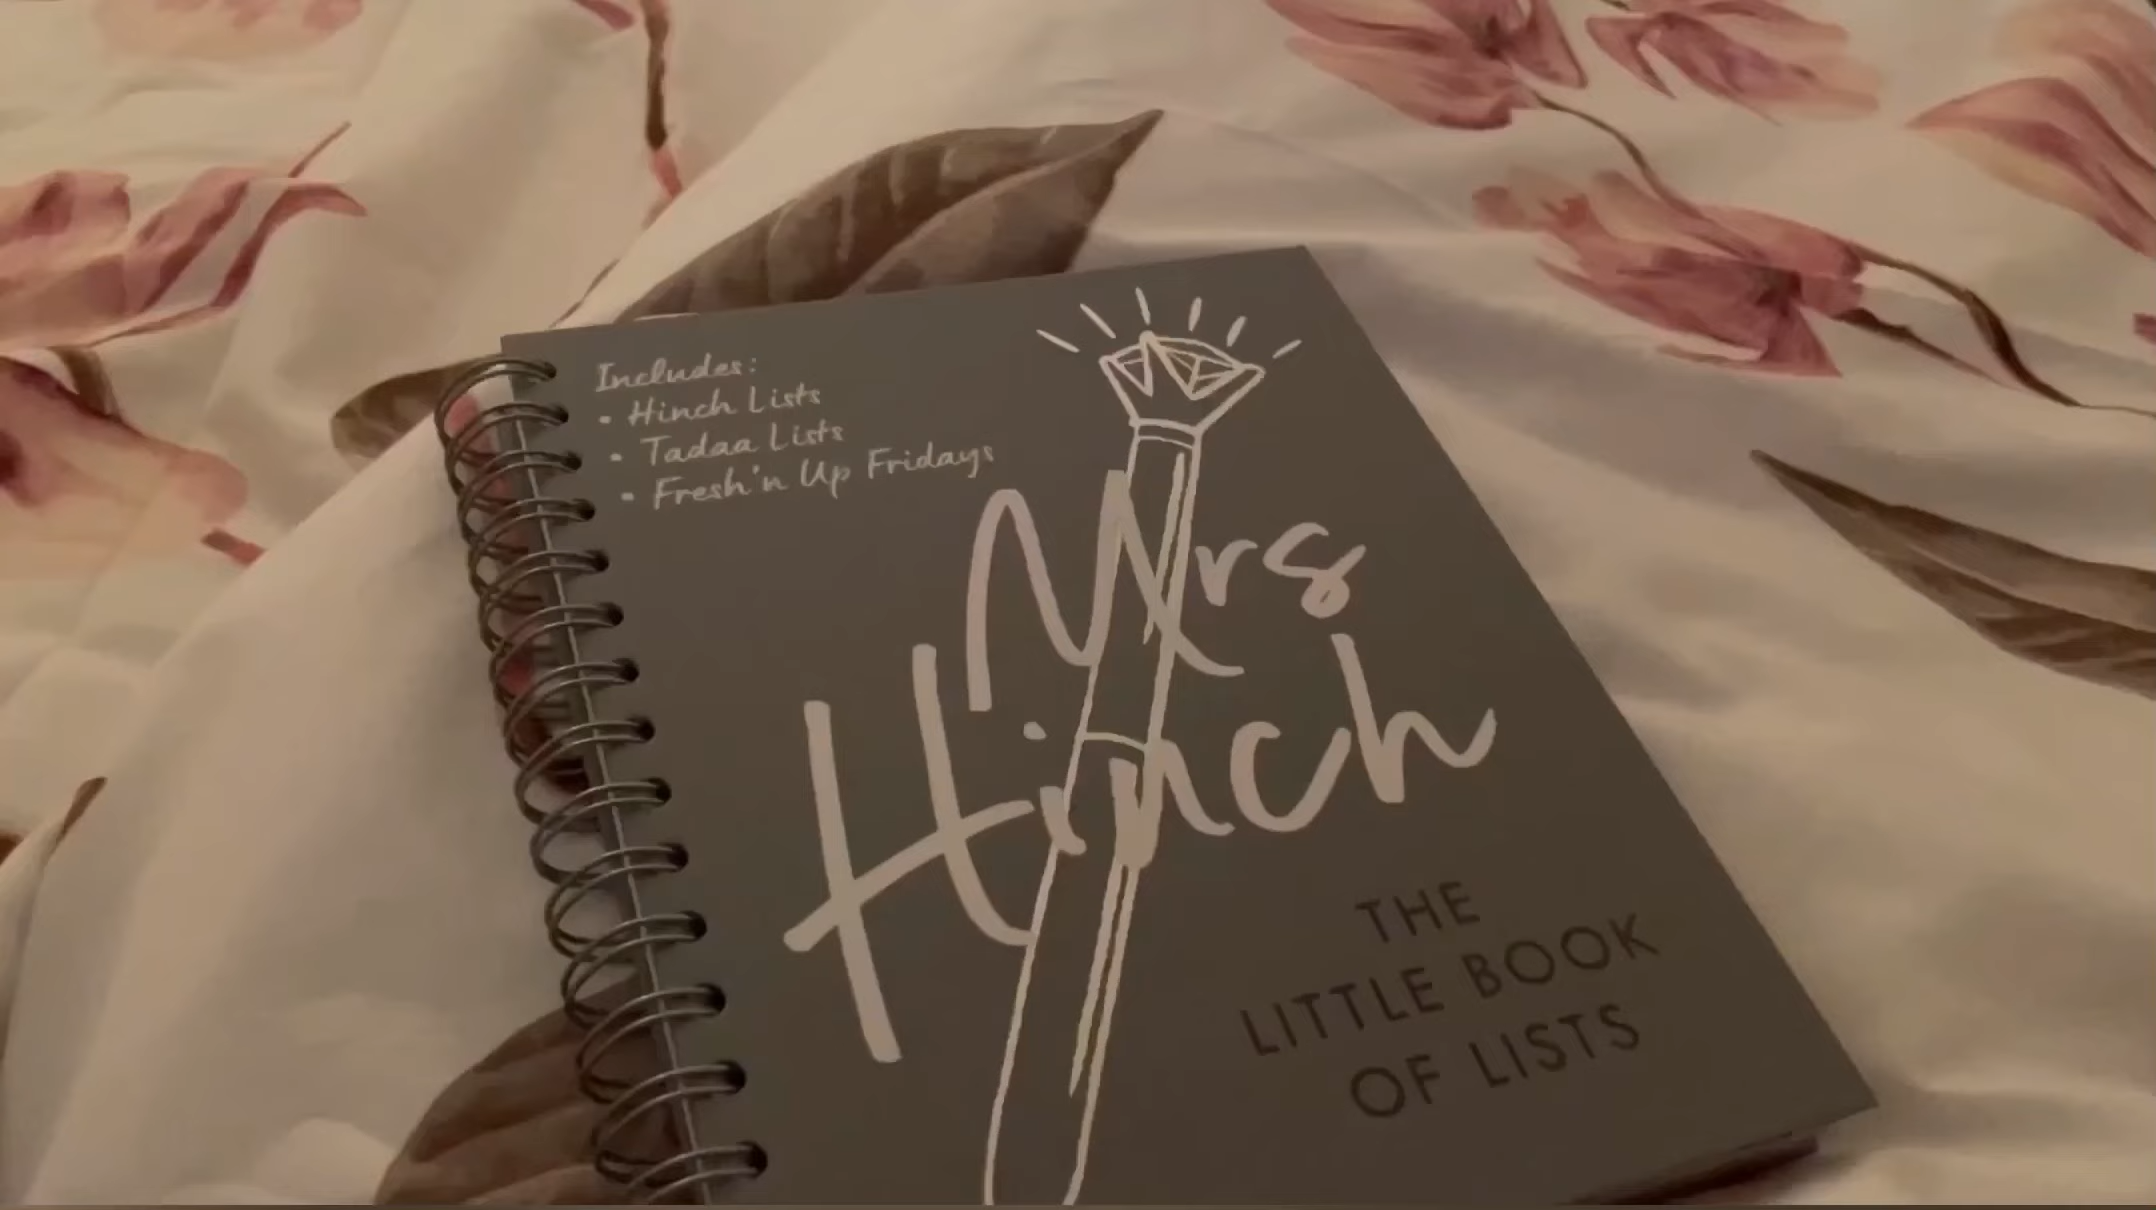 Includes:
• Hinch Lists
• Tadaa Lists
• Fresh'n Up Fridays
Mrs
Hinch
THE
LITTLE BOOK
OF LISTS